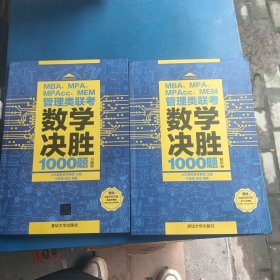 MBA、MPA、
MPAcc、MEM
管理类联考
数学
决胜
1000题
清华大学出版社
MBA、MPA、
MPAcc、MEM
管理类联考
数学
决胜
1000题
清华大学出版社